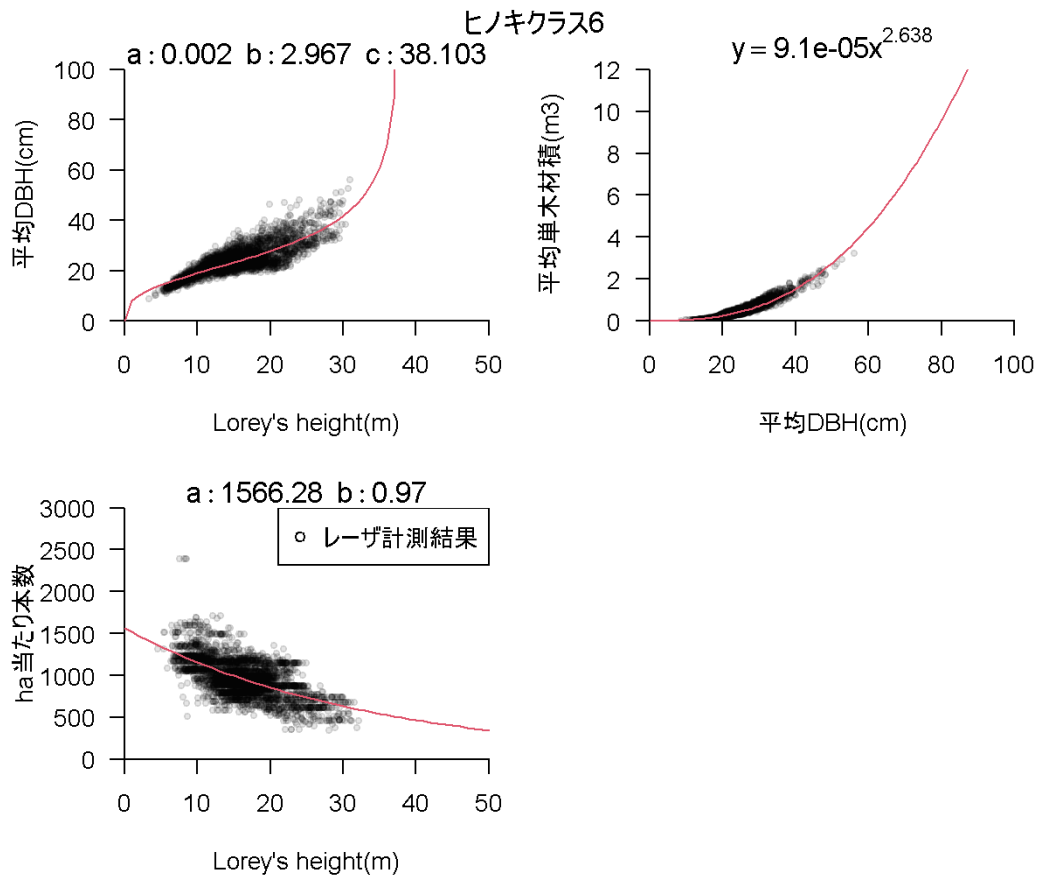 ヒノキクラス6
a : 0.002 b : 2.967 c : 38.103
平均DBH(cm)
100
80
60
40
20
0
0 10 20 30 40 50
Lorey's height(m)
y = 9.1e-05x^2.638
平均単木材積(m3)
12
10
8
6
4
2
0
0 20 40 60 80 100
平均DBH(cm)
a : 1566.28 b : 0.97
ha当たり本数
3000
2500
2000
1500
1000
500
0
レーザ計測結果
0 10 20 30 40 50
Lorey's height(m)